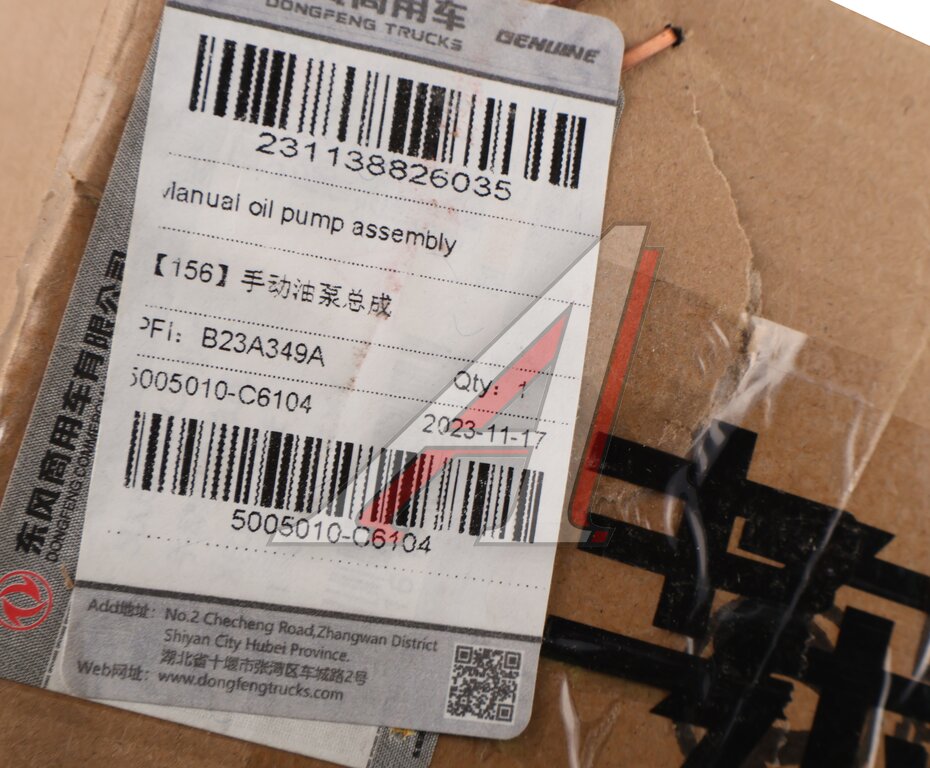 商用车
DONGFENG TRUCKS
GENUINE
231138826035
Manual oil pump assembly
【156】手动油泵总成
PFi: B23A349A
Qty: 1
5005010-C6104
2023-11-17
5005010-C6104
Add地址: No.2 Checheng Road,Zhangwan District
Shiyan City Hubei Province.
湖北省十堰市张湾区车城路2号
Web网址: www.dongfengtrucks.com
东风商用车有限公司